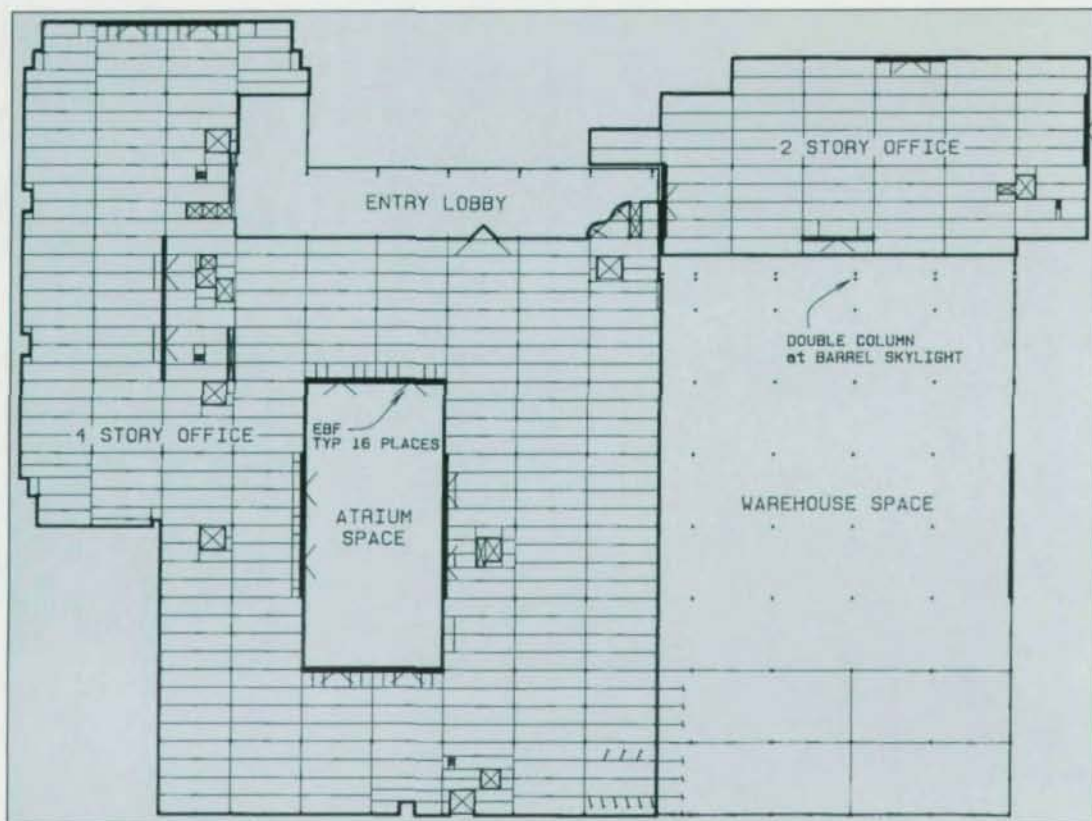 2 STORY OFFICE
ENTRY LOBBY
DOUBLE COLUMN
at BARREL SKYLIGHT
EBF
TYP 16 PLACES
4 STORY OFFICE
ATRIUM
SPACE
WAREHOUSE SPACE